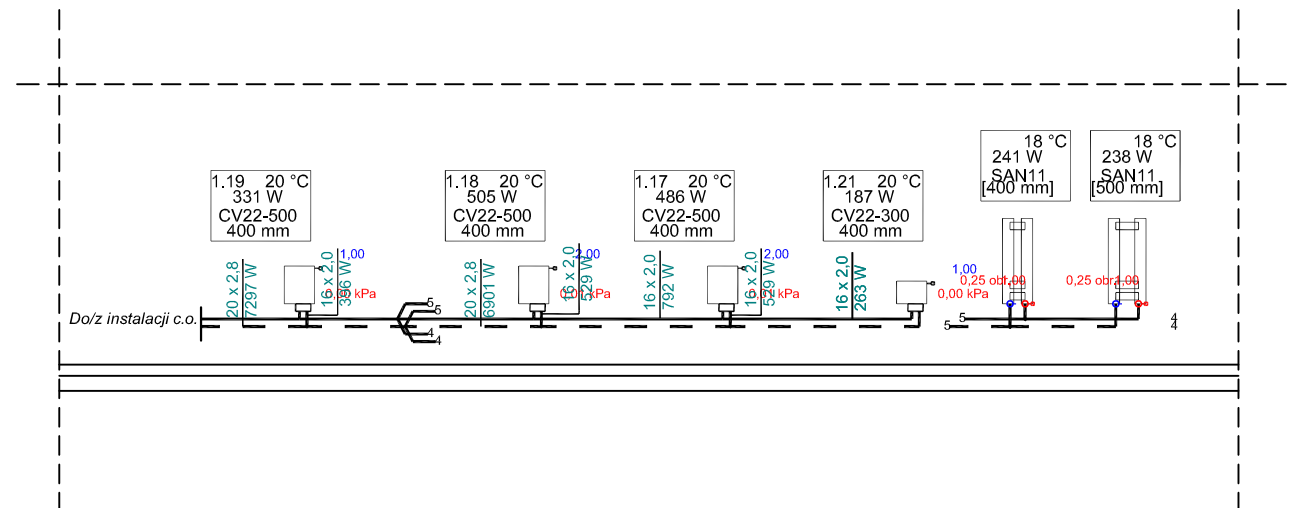 1.19 20 °C
331 W
CV22-500
400 mm
1.18 20 °C
505 W
CV22-500
400 mm
1.17 20 °C
486 W
CV22-500
400 mm
1.21 20 °C
187 W
CV22-300
400 mm
18 °C
241 W
SAN11
[400 mm]
18 °C
238 W
SAN11
[500 mm]
20 x 2.8
7297 W
16 x 2,0
396 W
1,00
20 x 2.8
6901 W
16 x 2,0
529 W
2,00
16 x 2,0
792 W
16 x 2,0
529 W
2,00
16 x 2,0
263 W
1,00
0,00 kPa
0,25 obr.
1,00
0,25 obr.
1,00
Do/z instalacji c.o.
5
5
4
4
5
5
4
4